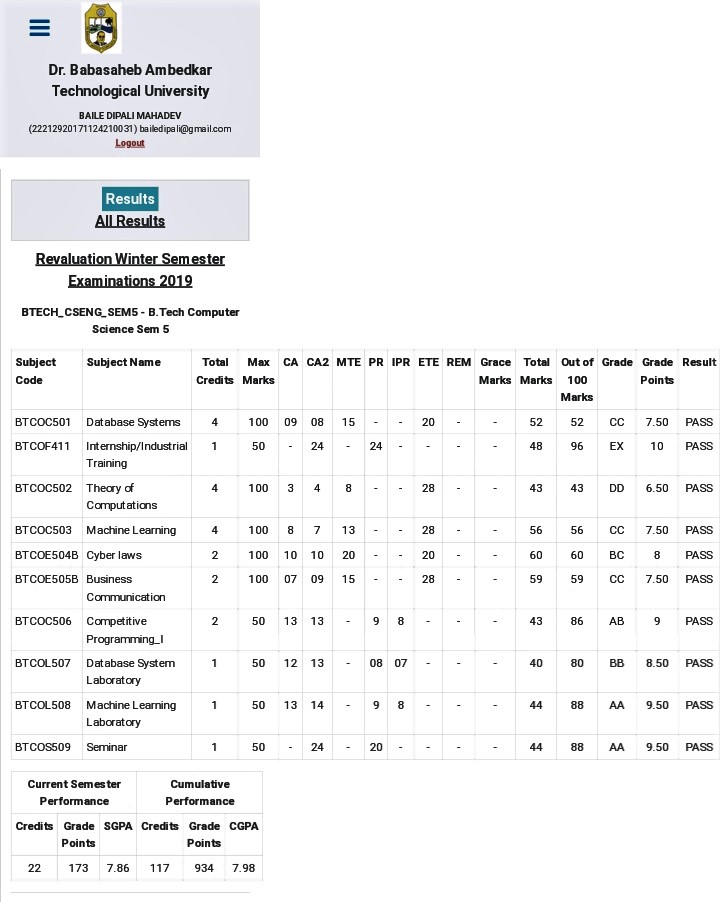 Dr. Babasaheb Ambedkar
Technological University
BAILE DIPALI MAHADEV
(22212920171124210031) bailedipali@gmail.com
Logout
Results
All Results
Revaluation Winter Semester
Examinations 2019
BTECH_CSENG_SEM5 - B.Tech Computer
Science Sem 5
Subject Code Subject Name Total Credits Max Marks CA CA2 MTE PR IPR ETE REM Grace Marks Total Marks Out of 100 Marks Grade Grade Points Result
BTCOC501 Database Systems 4 100 09 08 15 - - 20 - - 52 52 CC 7.50 PASS
BTCOF411 Internship/Industrial Training 1 50 - 24 - 24 - - - - 48 96 EX 10 PASS
BTCOC502 Theory of Computations 4 100 3 4 8 - - 28 - - 43 43 DD 6.50 PASS
BTCOC503 Machine Learning 4 100 8 7 13 - - 28 - - 56 56 CC 7.50 PASS
BTCOE504B Cyber laws 2 100 10 10 20 - - 20 - - 60 60 BC 8 PASS
BTCOE505B Business Communication 2 100 07 09 15 - - 28 - - 59 59 CC 7.50 PASS
BTCOC506 Competitive Programming_I 2 50 13 13 - 9 8 - - - 43 86 AB 9 PASS
BTCOL507 Database System Laboratory 1 50 12 13 - 08 07 - - - 40 80 BB 8.50 PASS
BTCOL508 Machine Learning Laboratory 1 50 13 14 - 9 8 - - - 44 88 AA 9.50 PASS
BTCOS509 Seminar 1 50 - 24 - 20 - - - - 44 88 AA 9.50 PASS
Current Semester Performance Cumulative Performance
Credits Grade Points SGPA Credits Grade Points CGPA
22 173 7.86 117 934 7.98